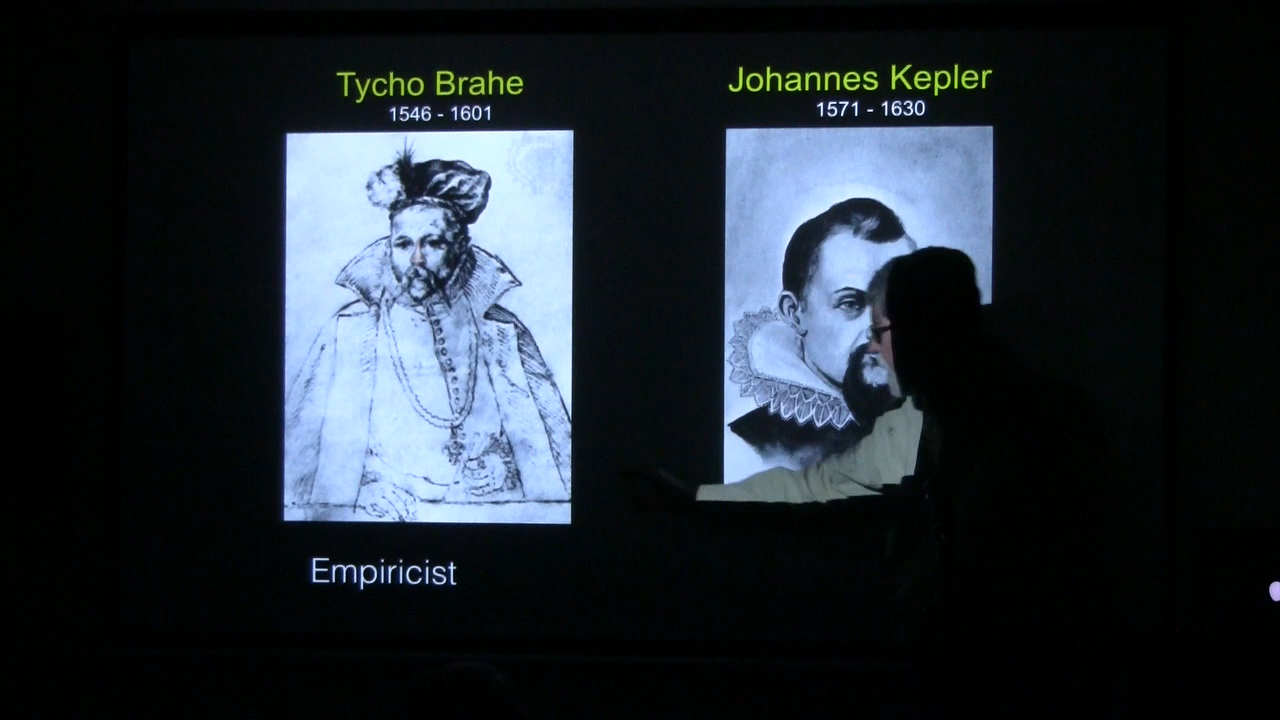 Tycho Brahe
1546 - 1601
Johannes Kepler
1571 - 1630
Empiricist